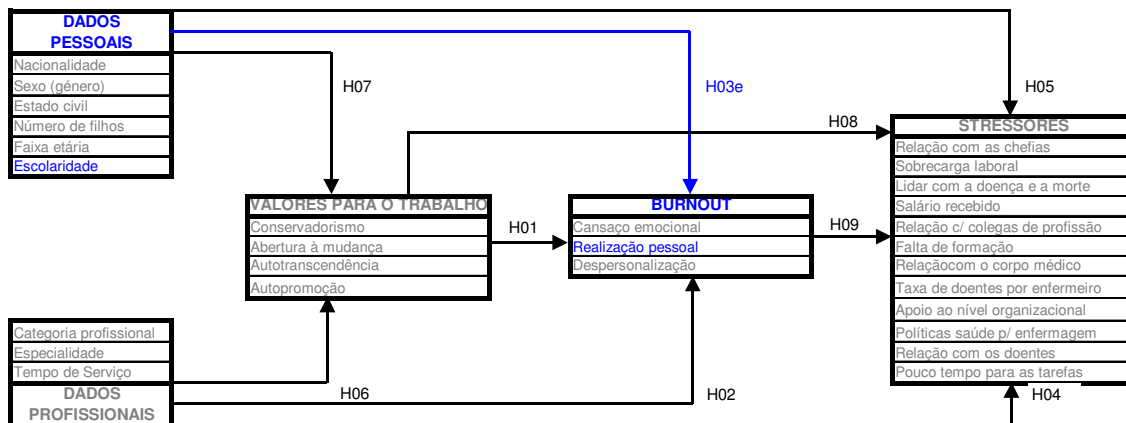 DADOS
PESSOAIS
Nacionalidade
Sexo (género)
Estado civil
Número de filhos
Faixa etária
Escolaridade
H07
H03e
H05
H08
VALORES PARA O TRABALHO
Conservadorismo
Abertura à mudança
Autotranscendência
Autopromoção
H01
BURNOUT
Cansaço emocional
Realização pessoal
Despersonalização
H09
STRESSORES
Relação com as chefias
Sobrecarga laboral
Lidar com a doença e a morte
Salário recebido
Relação c/ colegas de profissão
Falta de formação
Relaçãocom o corpo médico
Taxa de doentes por enfermeiro
Apoio ao nível organizacional
Políticas saúde p/ enfermagem
Relação com os doentes
Pouco tempo para as tarefas
Categoria profissional
Especialidade
Tempo de Serviço
DADOS
PROFISSIONAIS
H06
H02
H04